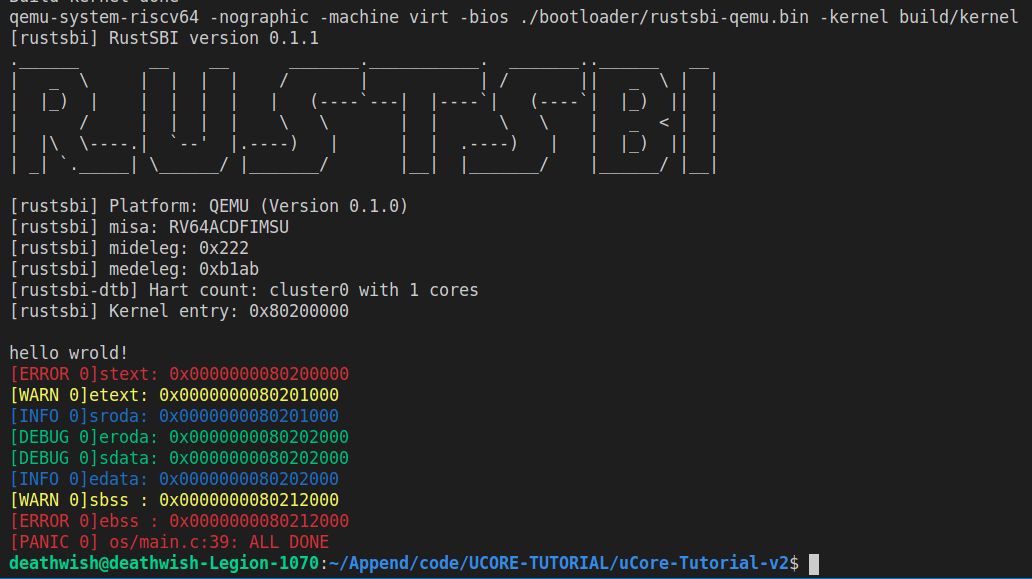 Build kernel done
qemu-system-riscv64 -nographic -machine virt -bios ./bootloader/rustsbi-qemu.bin -kernel build/kernel
[rustsbi] RustSBI version 0.1.1
RUSTSBI
[rustsbi] Platform: QEMU (Version 0.1.0)
[rustsbi] misa: RV64ACDFIMSU
[rustsbi] mideleg: 0x222
[rustsbi] medeleg: 0xb1ab
[rustsbi-dtb] Hart count: cluster0 with 1 cores
[rustsbi] Kernel entry: 0x80200000
hello wrold!
[ERROR 0]stext: 0x0000000080200000
[WARN 0]etext: 0x0000000080201000
[INFO 0]sroda: 0x0000000080201000
[DEBUG 0]eroda: 0x0000000080202000
[DEBUG 0]sdata: 0x0000000080202000
[INFO 0]edata: 0x0000000080202000
[WARN 0]sbss : 0x0000000080212000
[ERROR 0]ebss : 0x0000000080212000
[PANIC 0] os/main.c:39: ALL DONE
deathwish@deathwish-Legion-1070:~/Append/code/UCORE-TUTORIAL/uCore-Tutorial-v2$